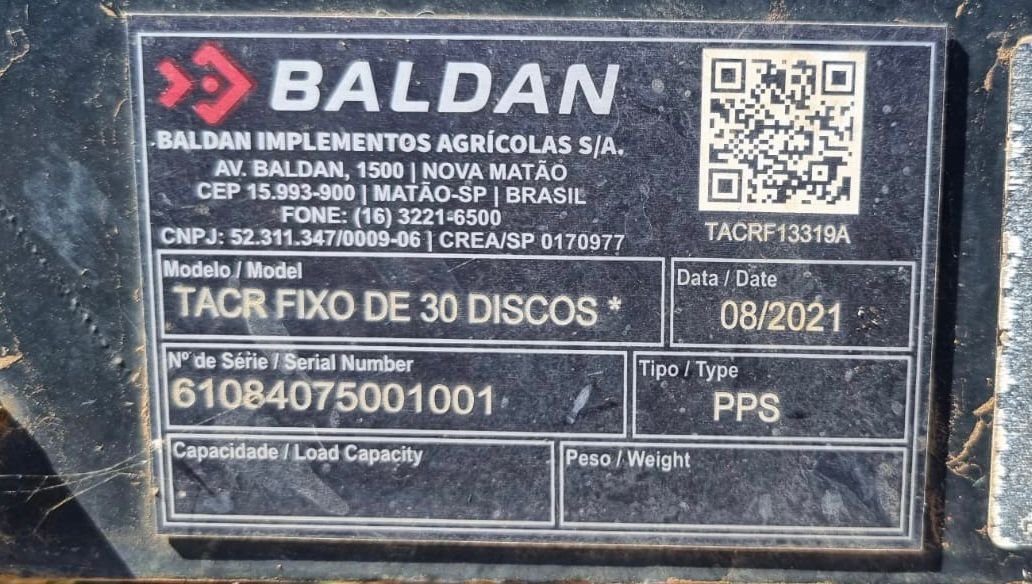 BALDAN
BALDAN IMPLEMENTOS AGRÍCOLAS S/A.
AV. BALDAN, 1500 | NOVA MATÃO
CEP 15.993-900 | MATÃO-SP | BRASIL
FONE: (16) 3221-6500
CNPJ: 52.311.347/0009-06 | CREA/SP 0170977
TACRF13319A
Modelo / Model
TACR FIXO DE 30 DISCOS *
Data / Date
08/2021
Nº de Série / Serial Number
61084075001001
Tipo / Type
PPS
Capacidade / Load Capacity
Peso / Weight